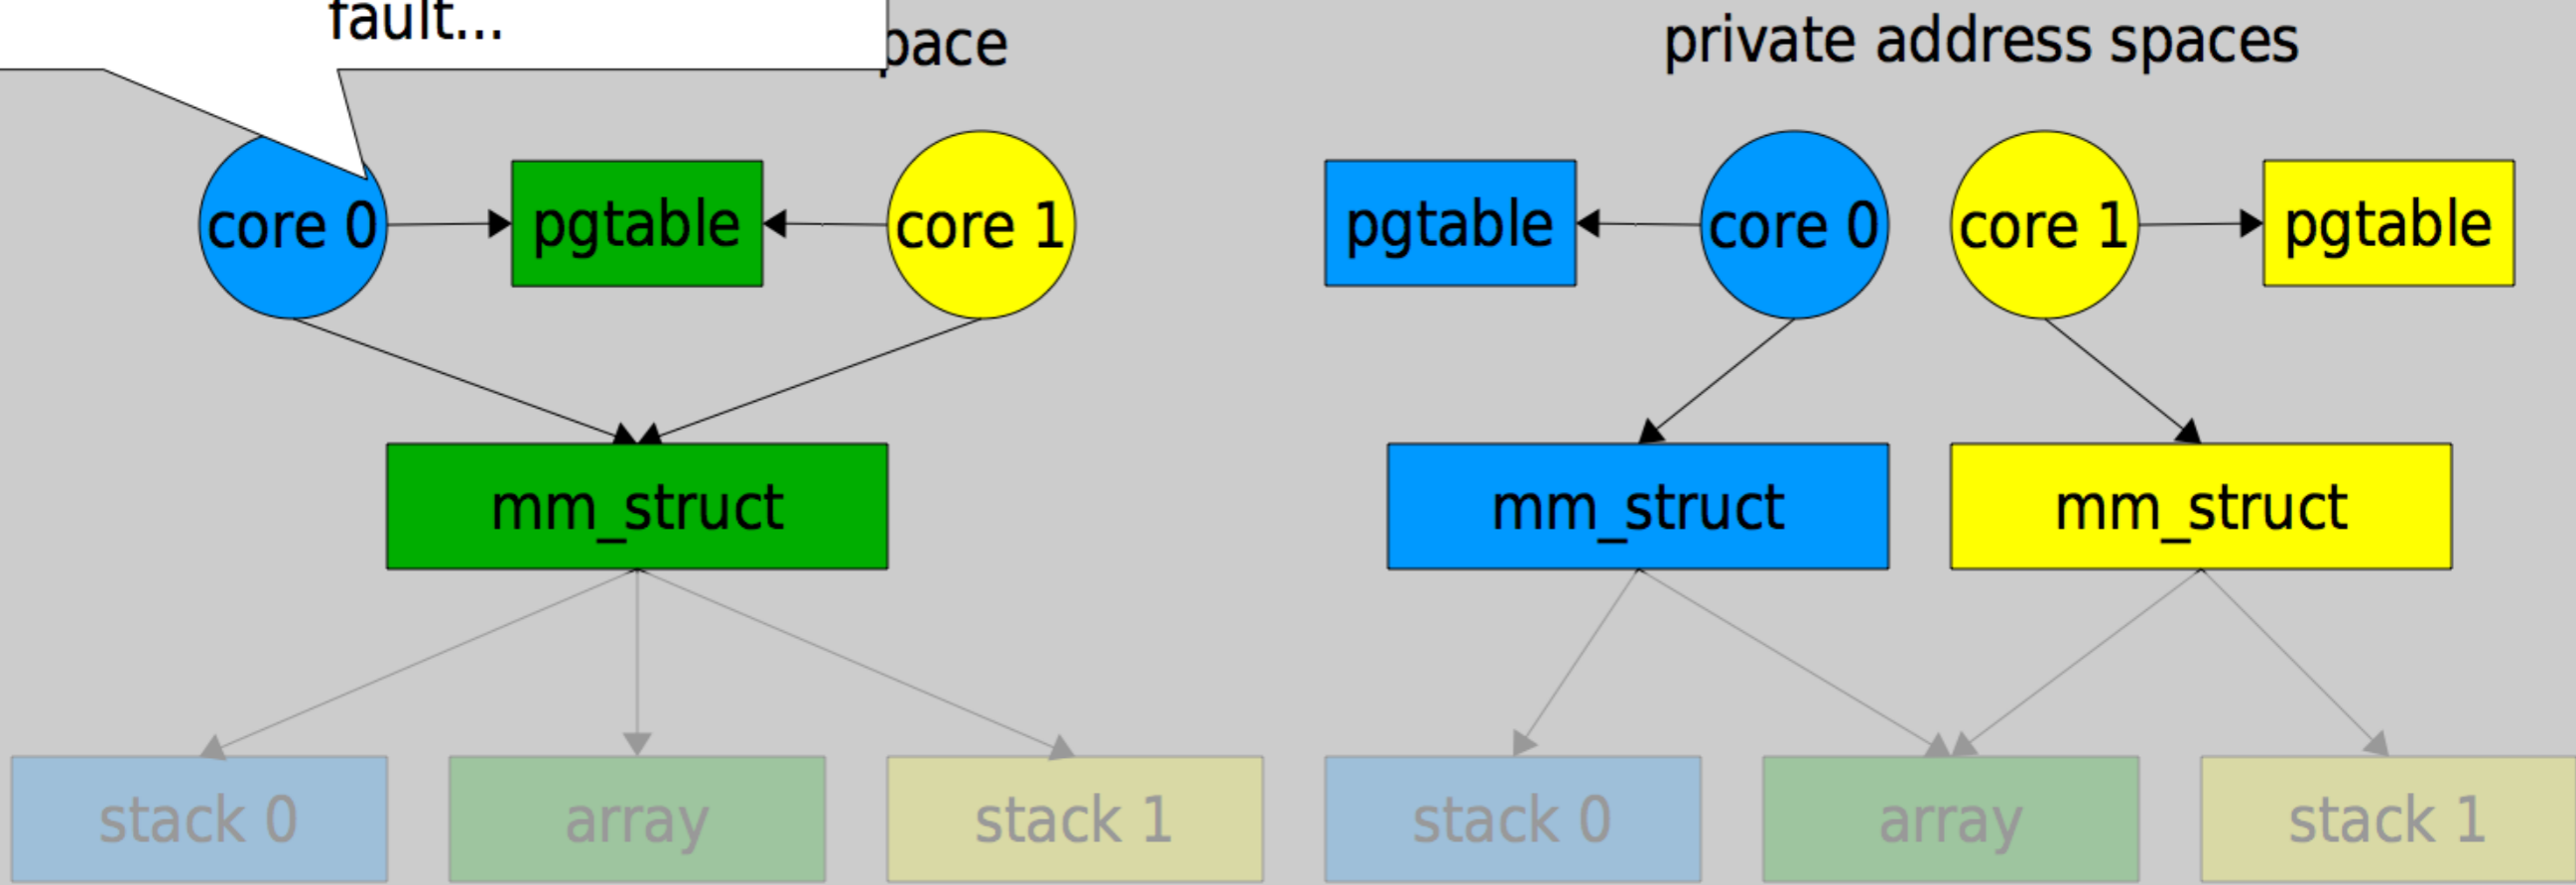 fault...
pace
private address spaces
core 0
pgtable
core 1
pgtable
core 0
core 1
pgtable
mm_struct
mm_struct
mm_struct
stack 0
array
stack 1
stack 0
array
stack 1